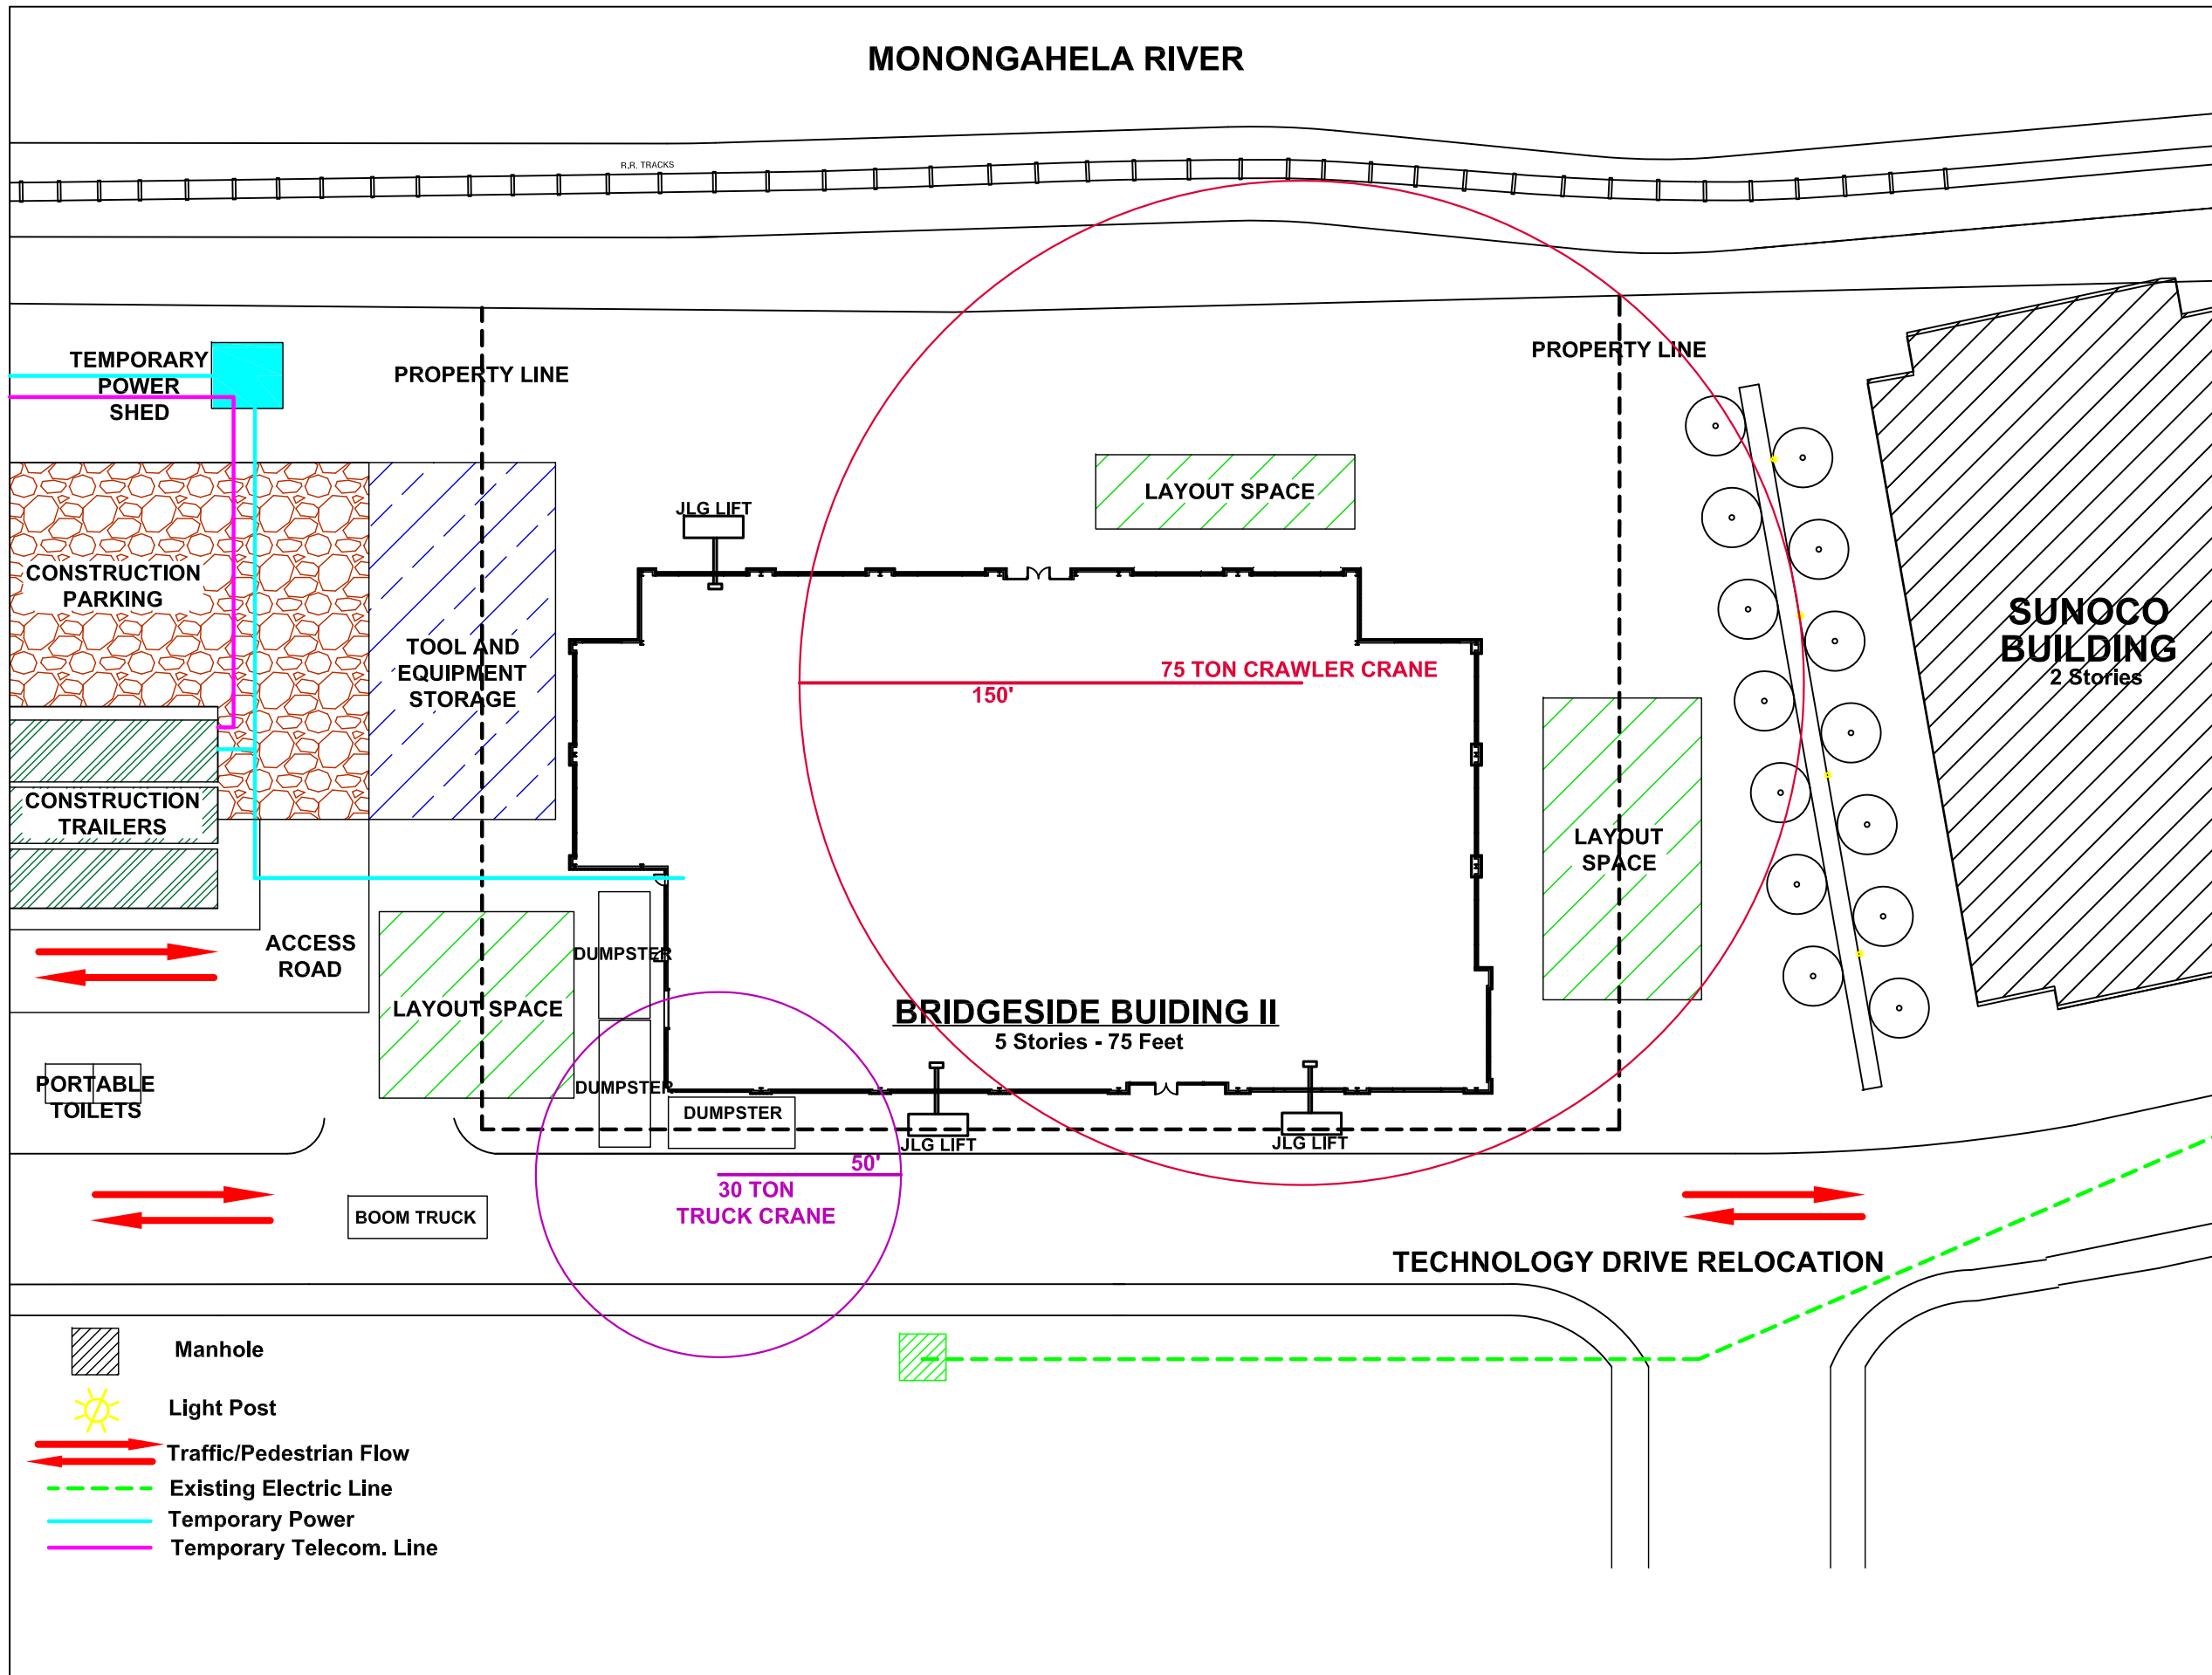 MONONGAHELA RIVER
R.R. TRACKS
TEMPORARY
POWER
SHED
PROPERTY LINE
PROPERTY LINE
LAYOUT SPACE
JLG LIFT
CONSTRUCTION
PARKING
TOOL AND
EQUIPMENT
STORAGE
75 TON CRAWLER CRANE
150'
SUNOCO
BUILDING
2 Stories
CONSTRUCTION
TRAILERS
LAYOUT
SPACE
ACCESS
ROAD
DUMPSTER
LAYOUT SPACE
BRIDGESIDE BUIDING II
5 Stories - 75 Feet
PORTABLE
TOILETS
DUMPSTER
DUMPSTER
JLG LIFT
JLG LIFT
50'
30 TON
TRUCK CRANE
BOOM TRUCK
TECHNOLOGY DRIVE RELOCATION
Manhole
Light Post
Traffic/Pedestrian Flow
Existing Electric Line
Temporary Power
Temporary Telecom. Line